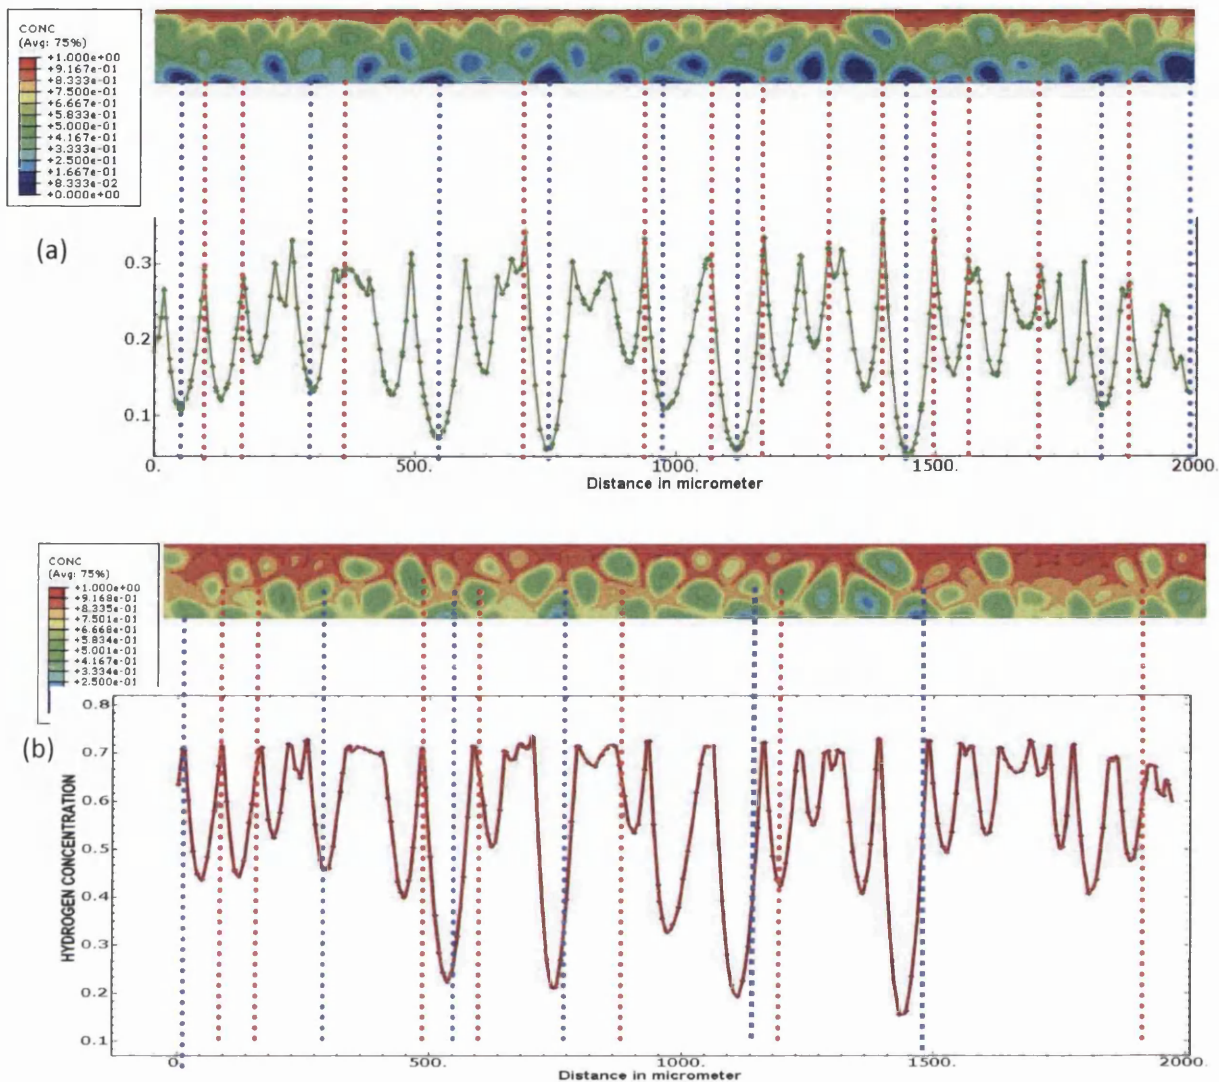 CONC
(Avg: 75%)
+1.000e+00
+9.167e-01
+8.333e-01
+7.500e-01
+6.667e-01
+5.833e-01
+5.000e-01
+4.167e-01
+3.333e-01
+2.500e-01
+1.667e-01
+8.333e-02
+0.000e+00
(a)
0.3
0.2
0.1
0. 500. 1000. 1500. 2000.
Distance in micrometer
CONC
(Avg: 75%)
+1.000e+00
+9.168e-01
+8.335e-01
+7.501e-01
+6.668e-01
+5.834e-01
+5.001e-01
+4.167e-01
+3.334e-01
+2.500e-01
(b)
HYDROGEN CONCENTRATION
0.8
0.7
0.6
0.5
0.4
0.3
0.2
0.1
0. 500. 1000. 1500. 2000.
Distance in micrometer